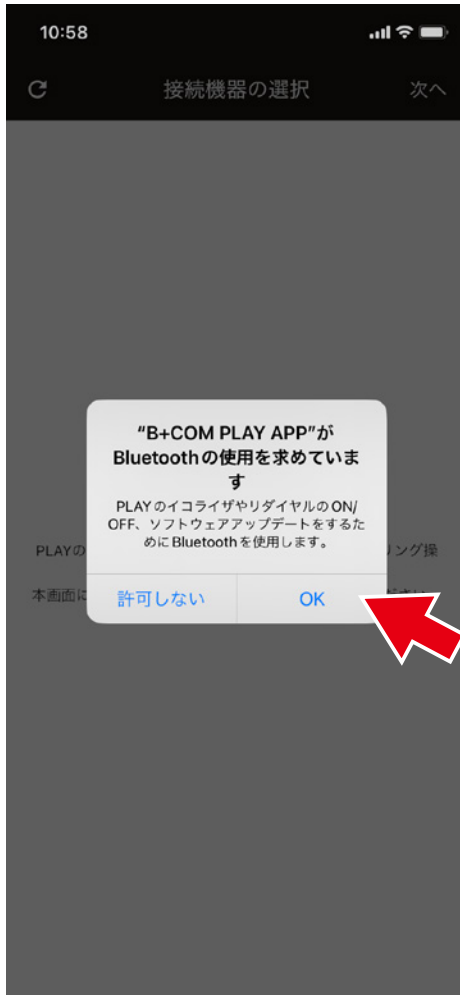 10:58
接続機器の選択
次へ
“B+COM PLAY APP”が
Bluetoothの使用を求めていま
す
PLAYのイコライザやリダイヤルのON/
OFF、ソフトウェアアップデートをするた
めにBluetoothを使用します。
PLAYの
リング操
本画面に
許可しない
OK